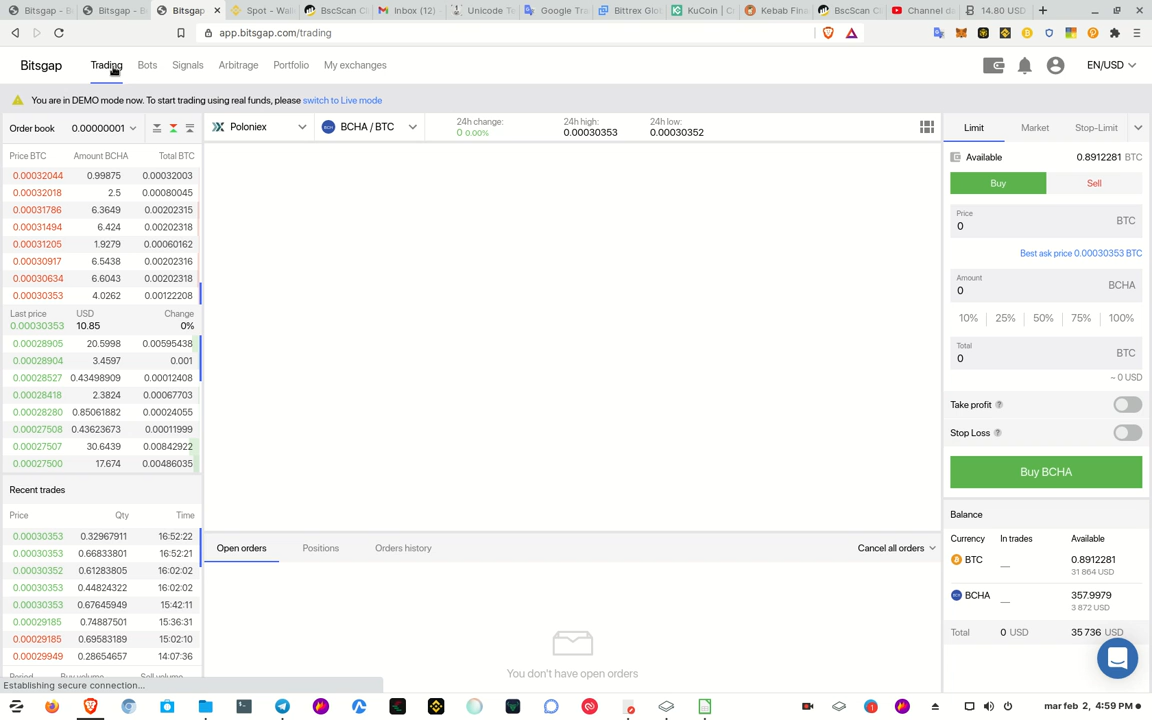 Bitsgap - B
Bitsgap - B
Bitsgap
Spot - Wal
BscScan C
Inbox (12)
Unicode T
Google Tra
Bittrex Glo
KuCoin | C
Kebab Fina
BscScan C
Channel da
14.80 USD
app.bitsgap.com/trading
Bitsgap
Trading
Bots
Signals
Arbitrage
Portfolio
My exchanges
EN/USD
You are in DEMO mode now. To start trading using real funds, please switch to Live mode
Order book 0.00000001
Poloniex
BCHA / BTC
24h change:
0 0.00%
24h high:
0.00030353
24h low:
0.00030352
Price BTC Amount BCHA Total BTC
0.00032044 0.99875 0.00032003
0.00032018 2.5 0.00080045
0.00031786 6.3649 0.00202315
0.00031494 6.424 0.00202318
0.00031205 1.9279 0.00060162
0.00030917 6.5438 0.00202316
0.00030634 6.6043 0.00202318
0.00030353 4.0262 0.00122208
Last price USD Change
0.00030353 10.85 0%
0.00028905 20.5998 0.00595438
0.00028904 3.4597 0.001
0.00028527 0.43498909 0.00012408
0.00028418 2.3824 0.00067703
0.00028280 0.85061882 0.00024055
0.00027508 0.43623673 0.00011999
0.00027507 30.6439 0.00842922
0.00027500 17.674 0.00486035
Recent trades
Price Qty Time
0.00030353 0.32967911 16:52:22
0.00030353 0.66833801 16:52:21
0.00030352 0.61283805 16:02:02
0.00030353 0.44824322 16:02:02
0.00030353 0.67645949 15:42:11
0.00029185 0.74887501 15:36:31
0.00029185 0.69583189 15:02:10
0.00029949 0.28654657 14:07:36
Period Buy volume Sell volume
Establishing secure connection...
Open orders
Positions
Orders history
Cancel all orders
You don't have open orders
Limit
Market
Stop-Limit
Available 0.8912281 BTC
Buy
Sell
Price
0 BTC
Best ask price 0.00030353 BTC
Amount
0 BCHA
10% 25% 50% 75% 100%
Total
0 BTC
~ 0 USD
Take profit ?
Stop Loss ?
Buy BCHA
Balance
Currency In trades Available
BTC — 0.8912281
31 864 USD
BCHA — 357.9979
3 872 USD
Total 0 USD 35 736 USD
mar feb 2, 4:59 PM